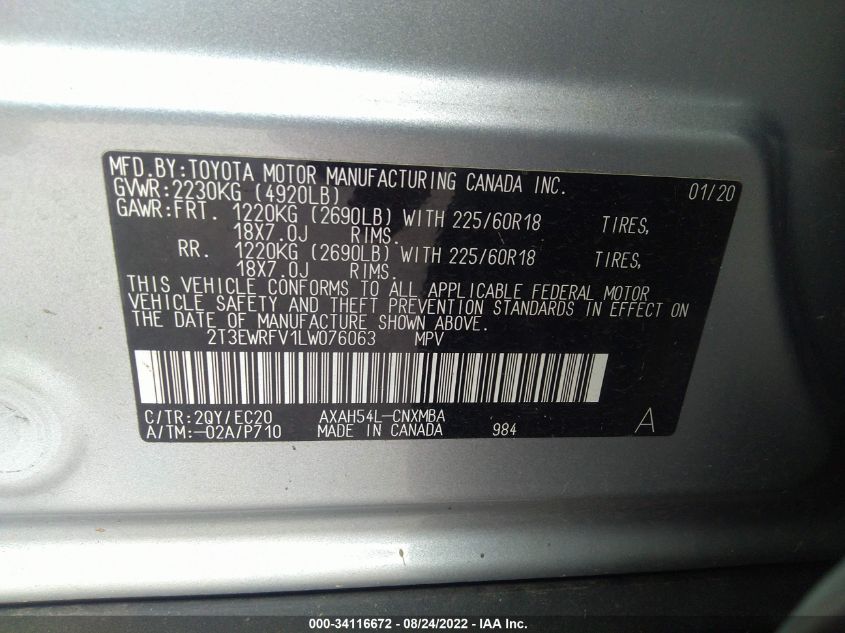 MFD.BY:TOYOTA MOTOR MANUFACTURING CANADA INC. 01/20
GVWR:2230KG (4920LB)
GAWR:FRT. 1220KG (2690LB) WITH 225/60R18 TIRES,
18X7.0J RIMS.
RR. 1220KG (2690LB) WITH 225/60R18 TIRES,
18X7.0J RIMS.
THIS VEHICLE CONFORMS TO ALL APPLICABLE FEDERAL MOTOR
VEHICLE SAFETY AND THEFT PREVENTION STANDARDS IN EFFECT ON
THE DATE OF MANUFACTURE SHOWN ABOVE.
2T3EWRFV1LW076063 MPV
C/TR:2QY/EC20 AXAH54L-CNXMBA
A/TM:-02A/P710 MADE IN CANADA 984 A
000-34116672 - 08/24/2022 - IAA Inc.